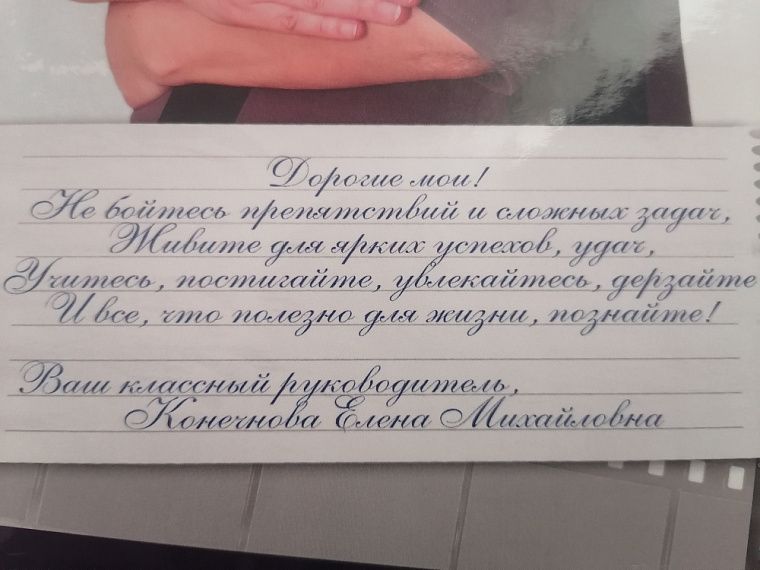 Дорогие мои!
Не бойтесь препятствий и сложных задач,
Живите для ярких успехов, удач,
Учитесь, постигайте, увлекайтесь, дерзайте
И все, что полезно для жизни, познайте!
Ваш классный руководитель,
Конечнова Елена Михайловна